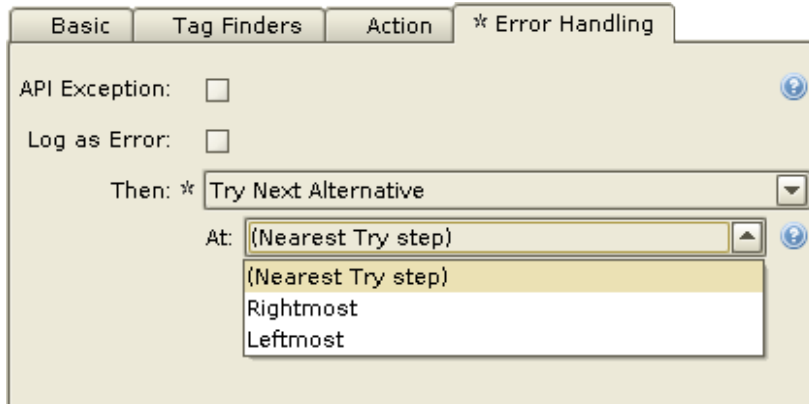 Basic Tag Finders Action * Error Handling
API Exception:
Log as Error:
Then: * Try Next Alternative
At: (Nearest Try step)
(Nearest Try step)
Rightmost
Leftmost